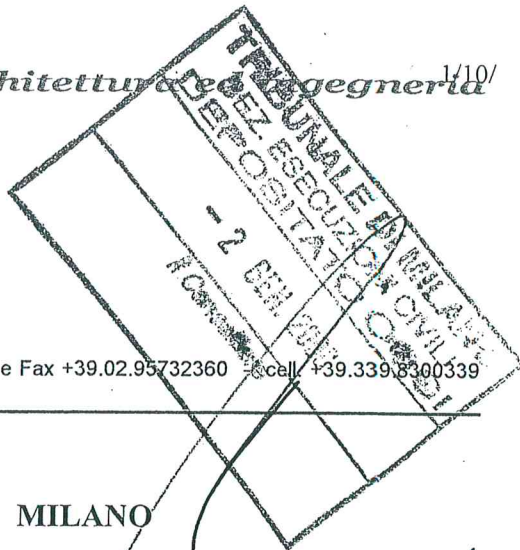 hitettura ed ingegneria 1/10/
TRIBUNALE DI MILANO
SEZ. ESECUZIONI CIVILI
DEPOSITATO OGGI
- 2 GEN
e Fax +39.02.95732360 - cell. +39.339.8300339
MILANO